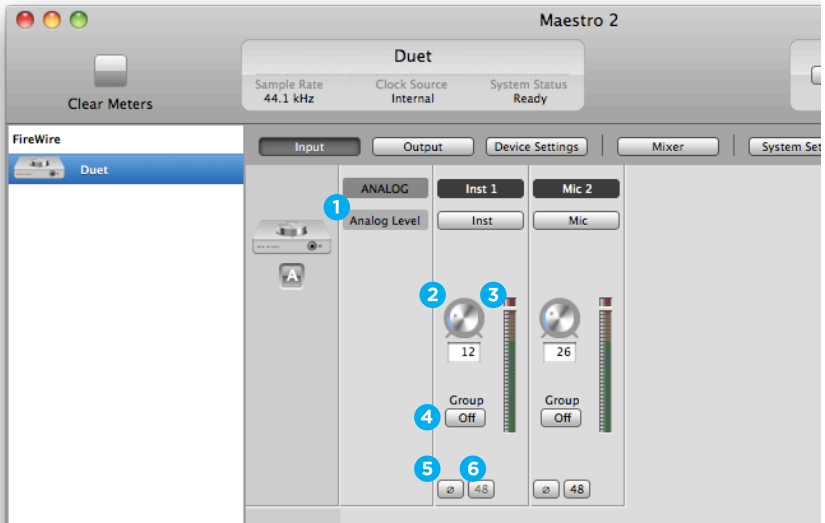 Maestro 2
Clear Meters
Duet
Sample Rate Clock Source System Status
44.1 kHz Internal Ready
FireWire
Duet
Input Output Device Settings Mixer System Set
ANALOG Inst 1 Mic 2
1
Analog Level Inst Mic
A
2 3
12 26
Group Group
4 Off Off
5 6
ø 48 ø 48